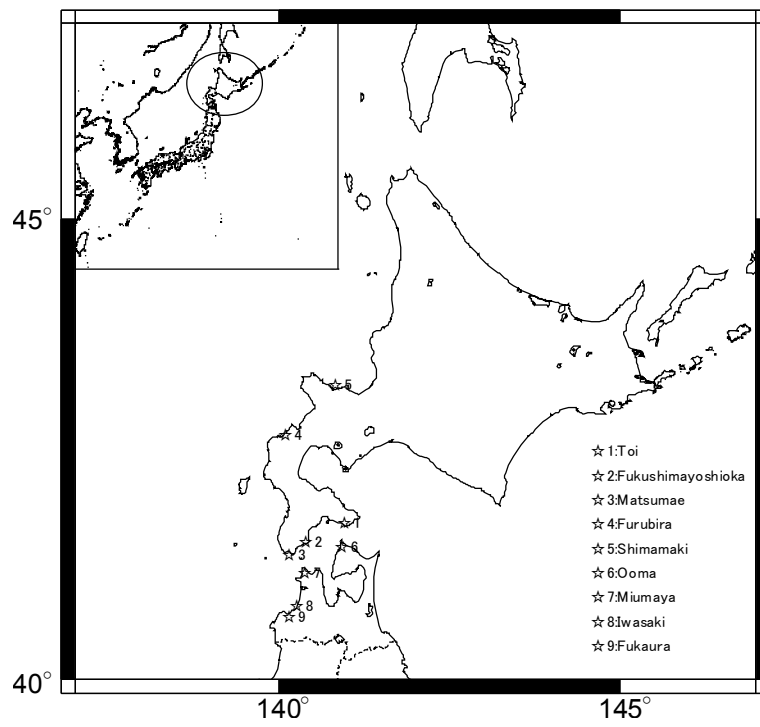 45°
5
4
☆1:Toi
☆2:Fukushimayoshioka
☆3:Matsumae
☆4:Furubira
☆5:Shimamaki
☆6:Ooma
☆7:Miumaya
☆8:Iwasaki
☆9:Fukaura
1
2
6
3
7
8
9
40°
140°
145°